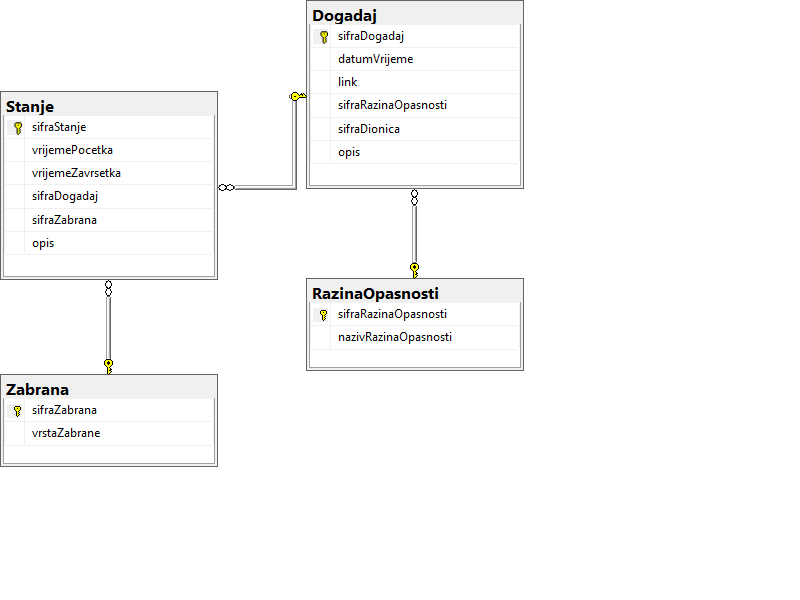 Dogadaj
sifraDogadaj
datumVrijeme
link
sifraRazinaOpasnosti
sifraDionica
opis
Stanje
sifraStanje
vrijemePocetka
vrijemeZavrsetka
sifraDogadaj
sifraZabrana
opis
RazinaOpasnosti
sifraRazinaOpasnosti
nazivRazinaOpasnosti
Zabrana
sifraZabrana
vrstaZabrane